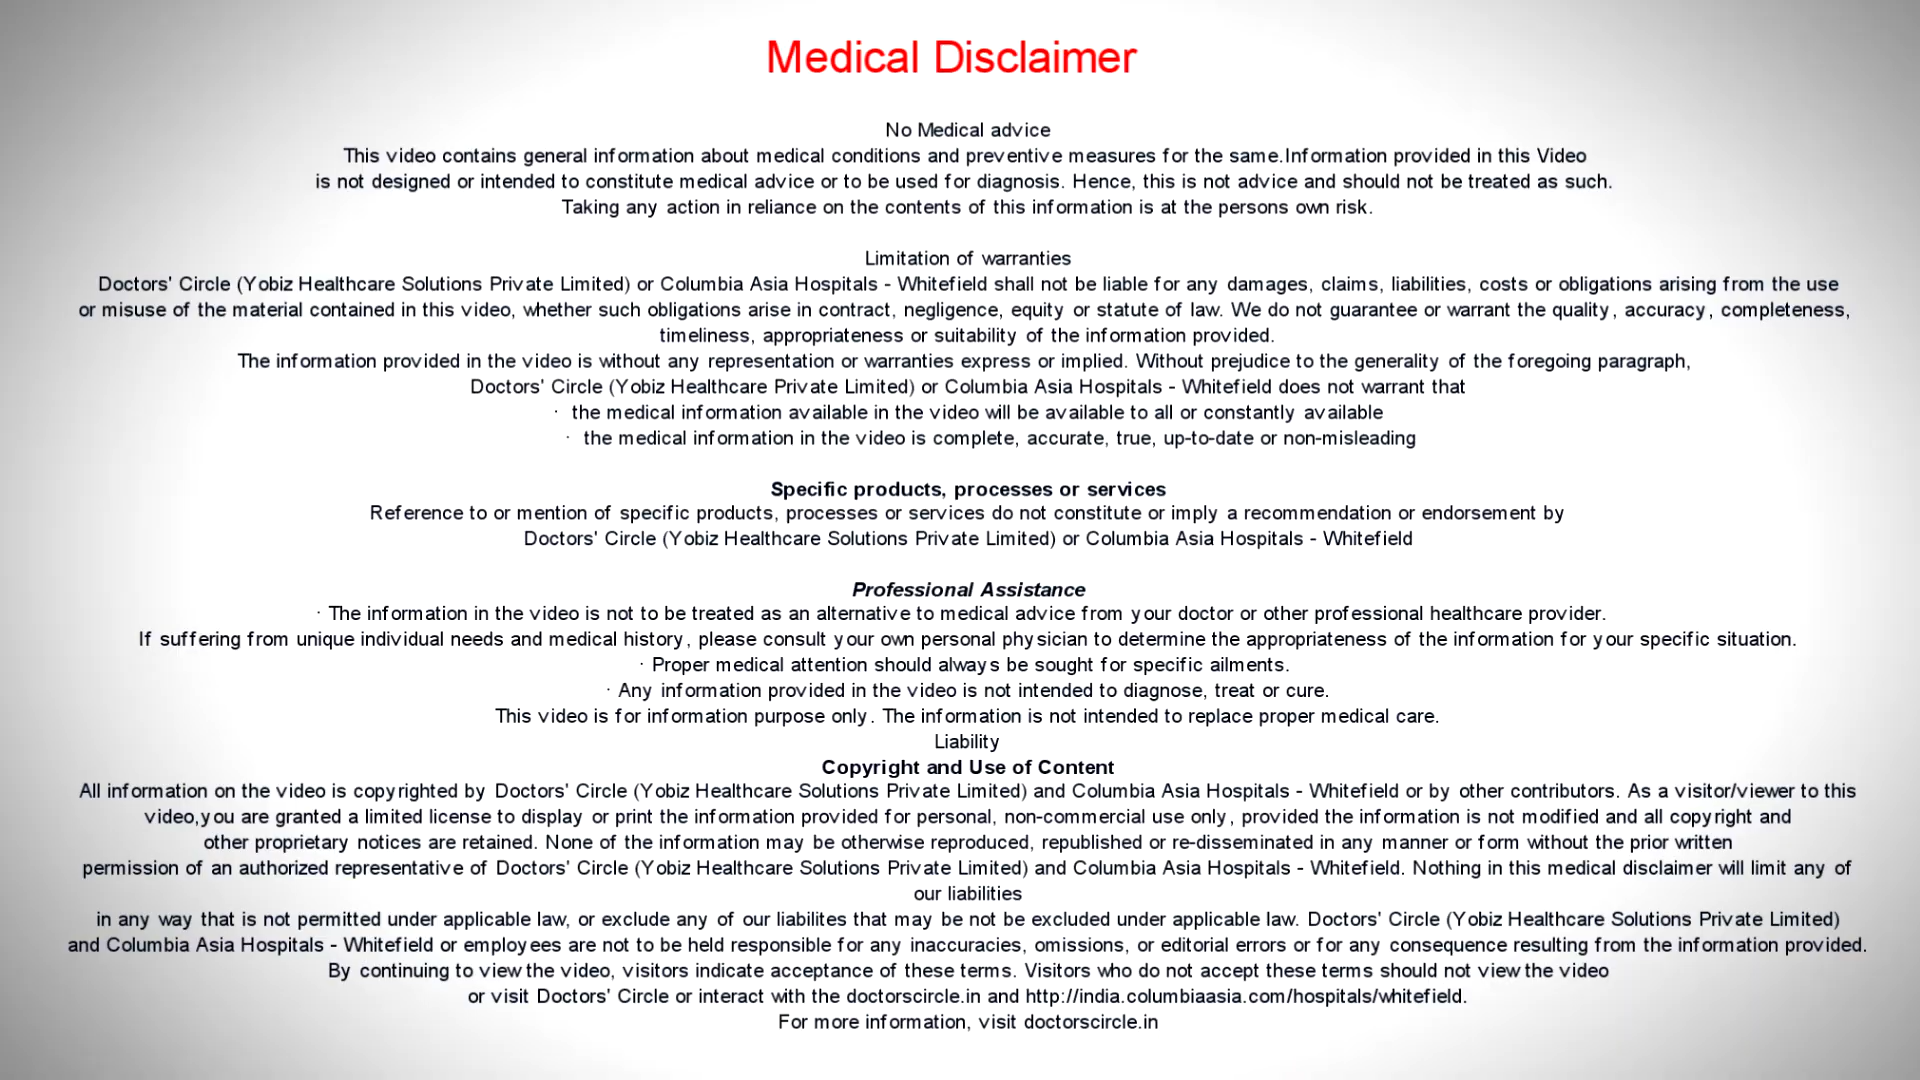 Medical Disclaimer
No Medical advice
This video contains general information about medical conditions and preventive measures for the same.Information provided in this Video
is not designed or intended to constitute medical advice or to be used for diagnosis. Hence, this is not advice and should not be treated as such.
Taking any action in reliance on the contents of this information is at the persons own risk.
Limitation of warranties
Doctors' Circle (Yobiz Healthcare Solutions Private Limited) or Columbia Asia Hospitals - Whitefield shall not be liable for any damages, claims, liabilities, costs or obligations arising from the use
or misuse of the material contained in this video, whether such obligations arise in contract, negligence, equity or statute of law. We do not guarantee or warrant the quality, accuracy, completeness,
timeliness, appropriateness or suitability of the information provided.
The information provided in the video is without any representation or warranties express or implied. Without prejudice to the generality of the foregoing paragraph,
Doctors' Circle (Yobiz Healthcare Private Limited) or Columbia Asia Hospitals - Whitefield does not warrant that
· the medical information available in the video will be available to all or constantly available
· the medical information in the video is complete, accurate, true, up-to-date or non-misleading
Specific products, processes or services
Reference to or mention of specific products, processes or services do not constitute or imply a recommendation or endorsement by
Doctors' Circle (Yobiz Healthcare Solutions Private Limited) or Columbia Asia Hospitals - Whitefield
Professional Assistance
· The information in the video is not to be treated as an alternative to medical advice from your doctor or other professional healthcare provider.
If suffering from unique individual needs and medical history, please consult your own personal physician to determine the appropriateness of the information for your specific situation.
· Proper medical attention should always be sought for specific ailments.
· Any information provided in the video is not intended to diagnose, treat or cure.
This video is for information purpose only. The information is not intended to replace proper medical care.
Liability
Copyright and Use of Content
All information on the video is copyrighted by Doctors' Circle (Yobiz Healthcare Solutions Private Limited) and Columbia Asia Hospitals - Whitefield or by other contributors. As a visitor/viewer to this
video,you are granted a limited license to display or print the information provided for personal, non-commercial use only, provided the information is not modified and all copyright and
other proprietary notices are retained. None of the information may be otherwise reproduced, republished or re-disseminated in any manner or form without the prior written
permission of an authorized representative of Doctors' Circle (Yobiz Healthcare Solutions Private Limited) and Columbia Asia Hospitals - Whitefield. Nothing in this medical disclaimer will limit any of
our liabilities
in any way that is not permitted under applicable law, or exclude any of our liabilites that may be not be excluded under applicable law. Doctors' Circle (Yobiz Healthcare Solutions Private Limited)
and Columbia Asia Hospitals - Whitefield or employees are not to be held responsible for any inaccuracies, omissions, or editorial errors or for any consequence resulting from the information provided.
By continuing to view the video, visitors indicate acceptance of these terms. Visitors who do not accept these terms should not view the video
or visit Doctors' Circle or interact with the doctorscircle.in and http://india.columbiaasia.com/hospitals/whitefield.
For more information, visit doctorscircle.in